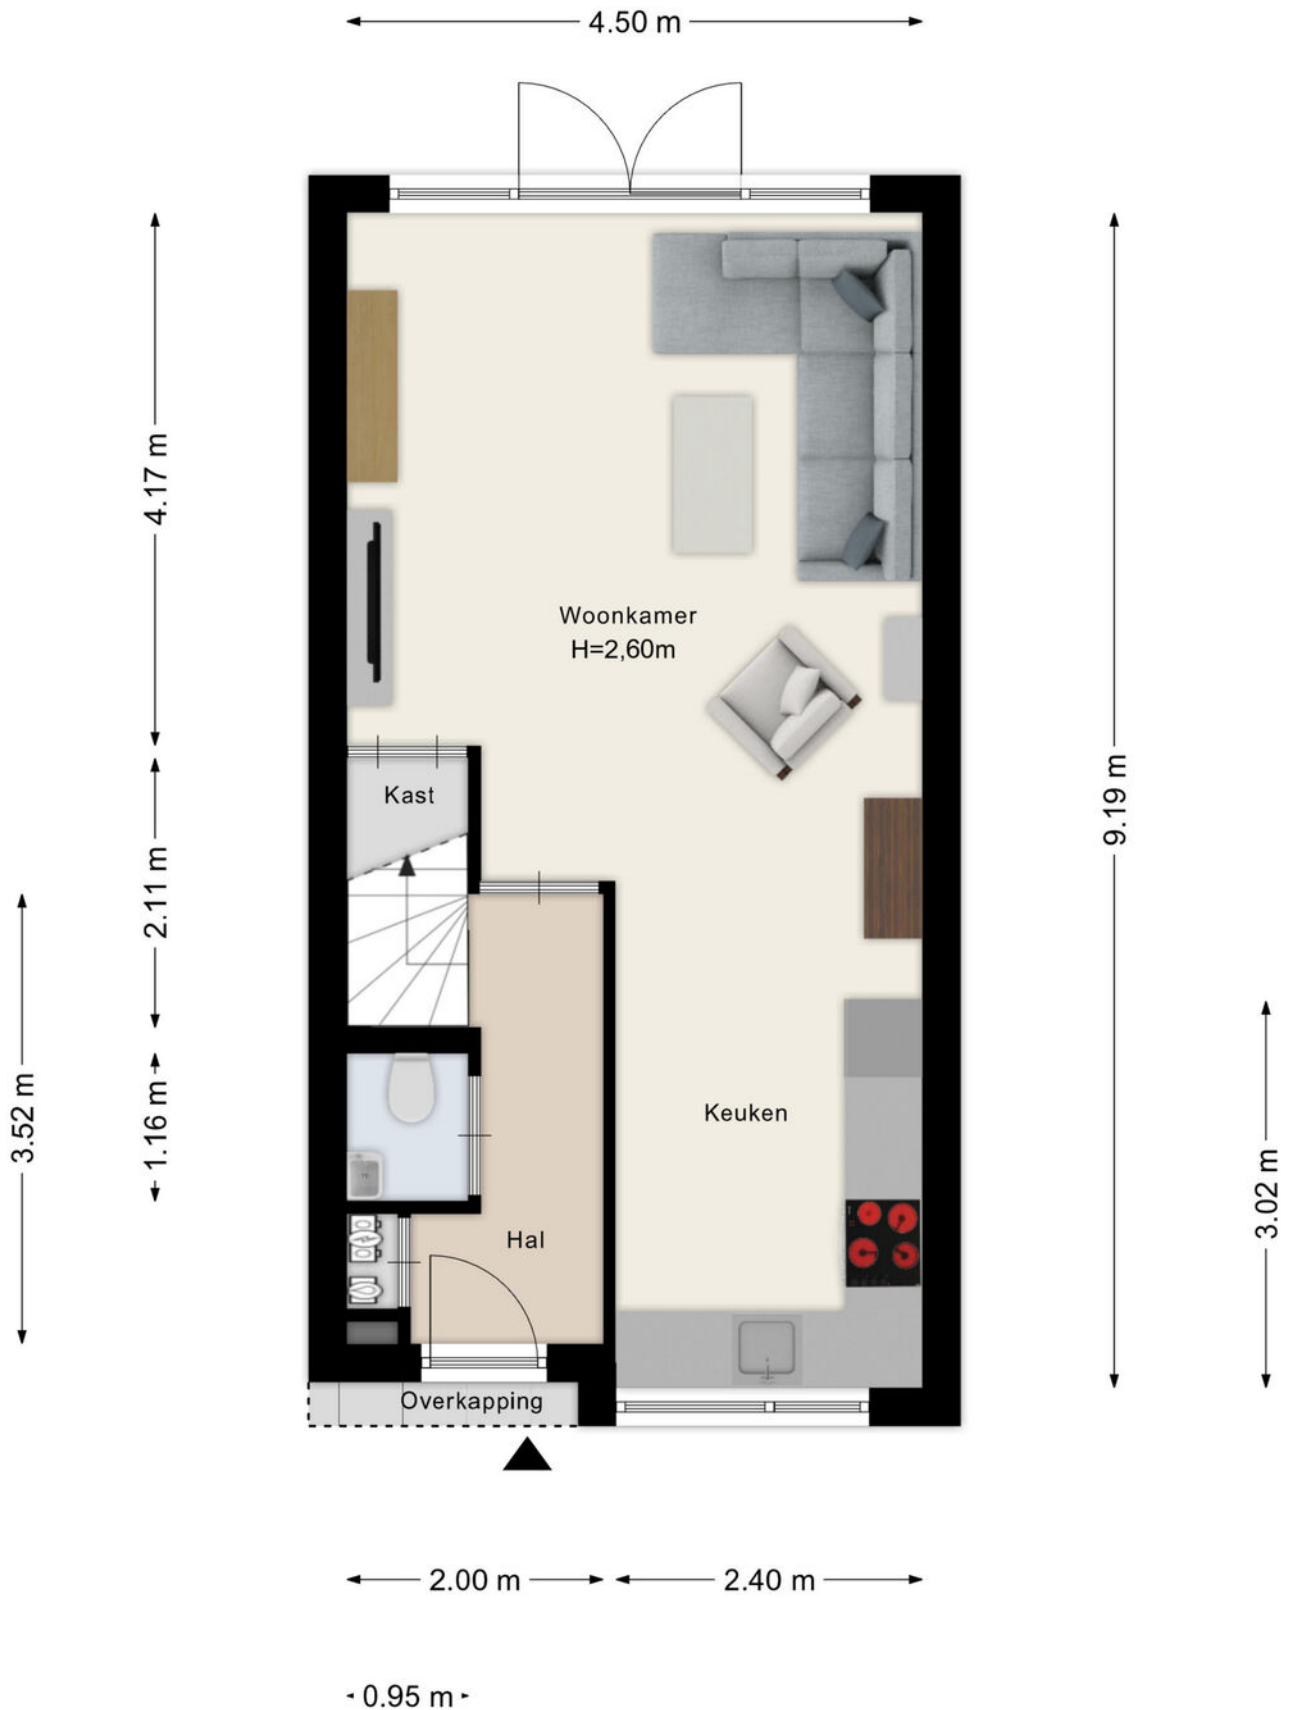 4.50 m
4.17 m
Woonkamer
H=2,60m
9.19 m
Kast
2.11 m
3.52 m
1.16 m
Keuken
3.02 m
Hal
Overkapping
2.00 m
2.40 m
0.95 m